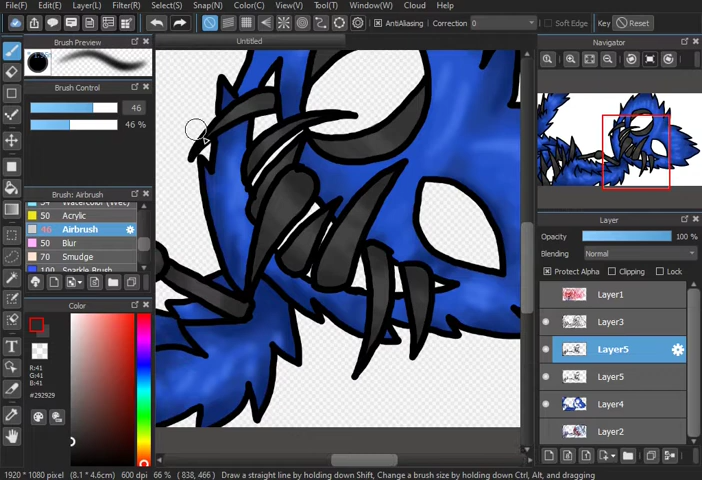 File(F) Edit(E) Layer(L) Filter(R) Select(S) Snap(N) Color(C) View(V) Tool(T) Window(W) Cloud Help
AntiAliasing Correction 0 Soft Edge Key Reset
Untitled
Brush Preview
Brush Control
46
46 %
Brush: Airbrush
54 Watercolor (Wet)
50 Acrylic
46 Airbrush
50 Blur
70 Smudge
100 Sparkle Brush
Color
R:41
G:41
B:41
#292929
Navigator
Layer
Opacity 100 %
Blending Normal
Protect Alpha Clipping Lock
Layer1
Layer3
Layer5
Layer5
Layer4
Layer2
1920 * 1080 pixel (8.1 * 4.6cm) 600 dpi 66 % ( 838, 466 ) Draw a straight line by holding down Shift, Change a brush size by holding down Ctrl, Alt, and dragging